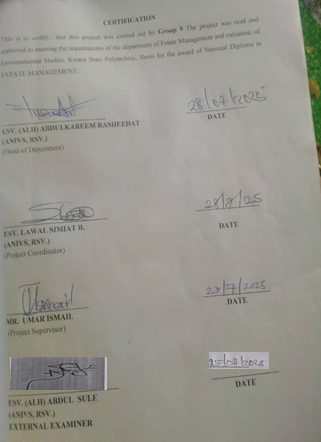 CERTIFICATION
This is to certify that this project was carried out by Group 9 The project was read and
approved as meeting the requirements of the department of Estate Management and valuation, of
Environmental Studies, Kwara State Polytechnic, Ilorin for the award of National Diploma in
ESTATE MANAGEMENT.
28/07/2025
ESV. (ALH) ABDULKAREEM RASHEEDAT
DATE
(ANIVS, RSV.)
(Head of Department)
28/7/25
ESV. LAWAL SIMIAT B.
DATE
(ANIVS, RSV.)
(Project Coordinator)
28/7/2025
MR. UMAR ISMAIL
DATE
(Project Supervisor)
05/08/2025
ESV. (ALH) ABDUL SULE
DATE
(ANIVS, RSV.)
EXTERNAL EXAMINER